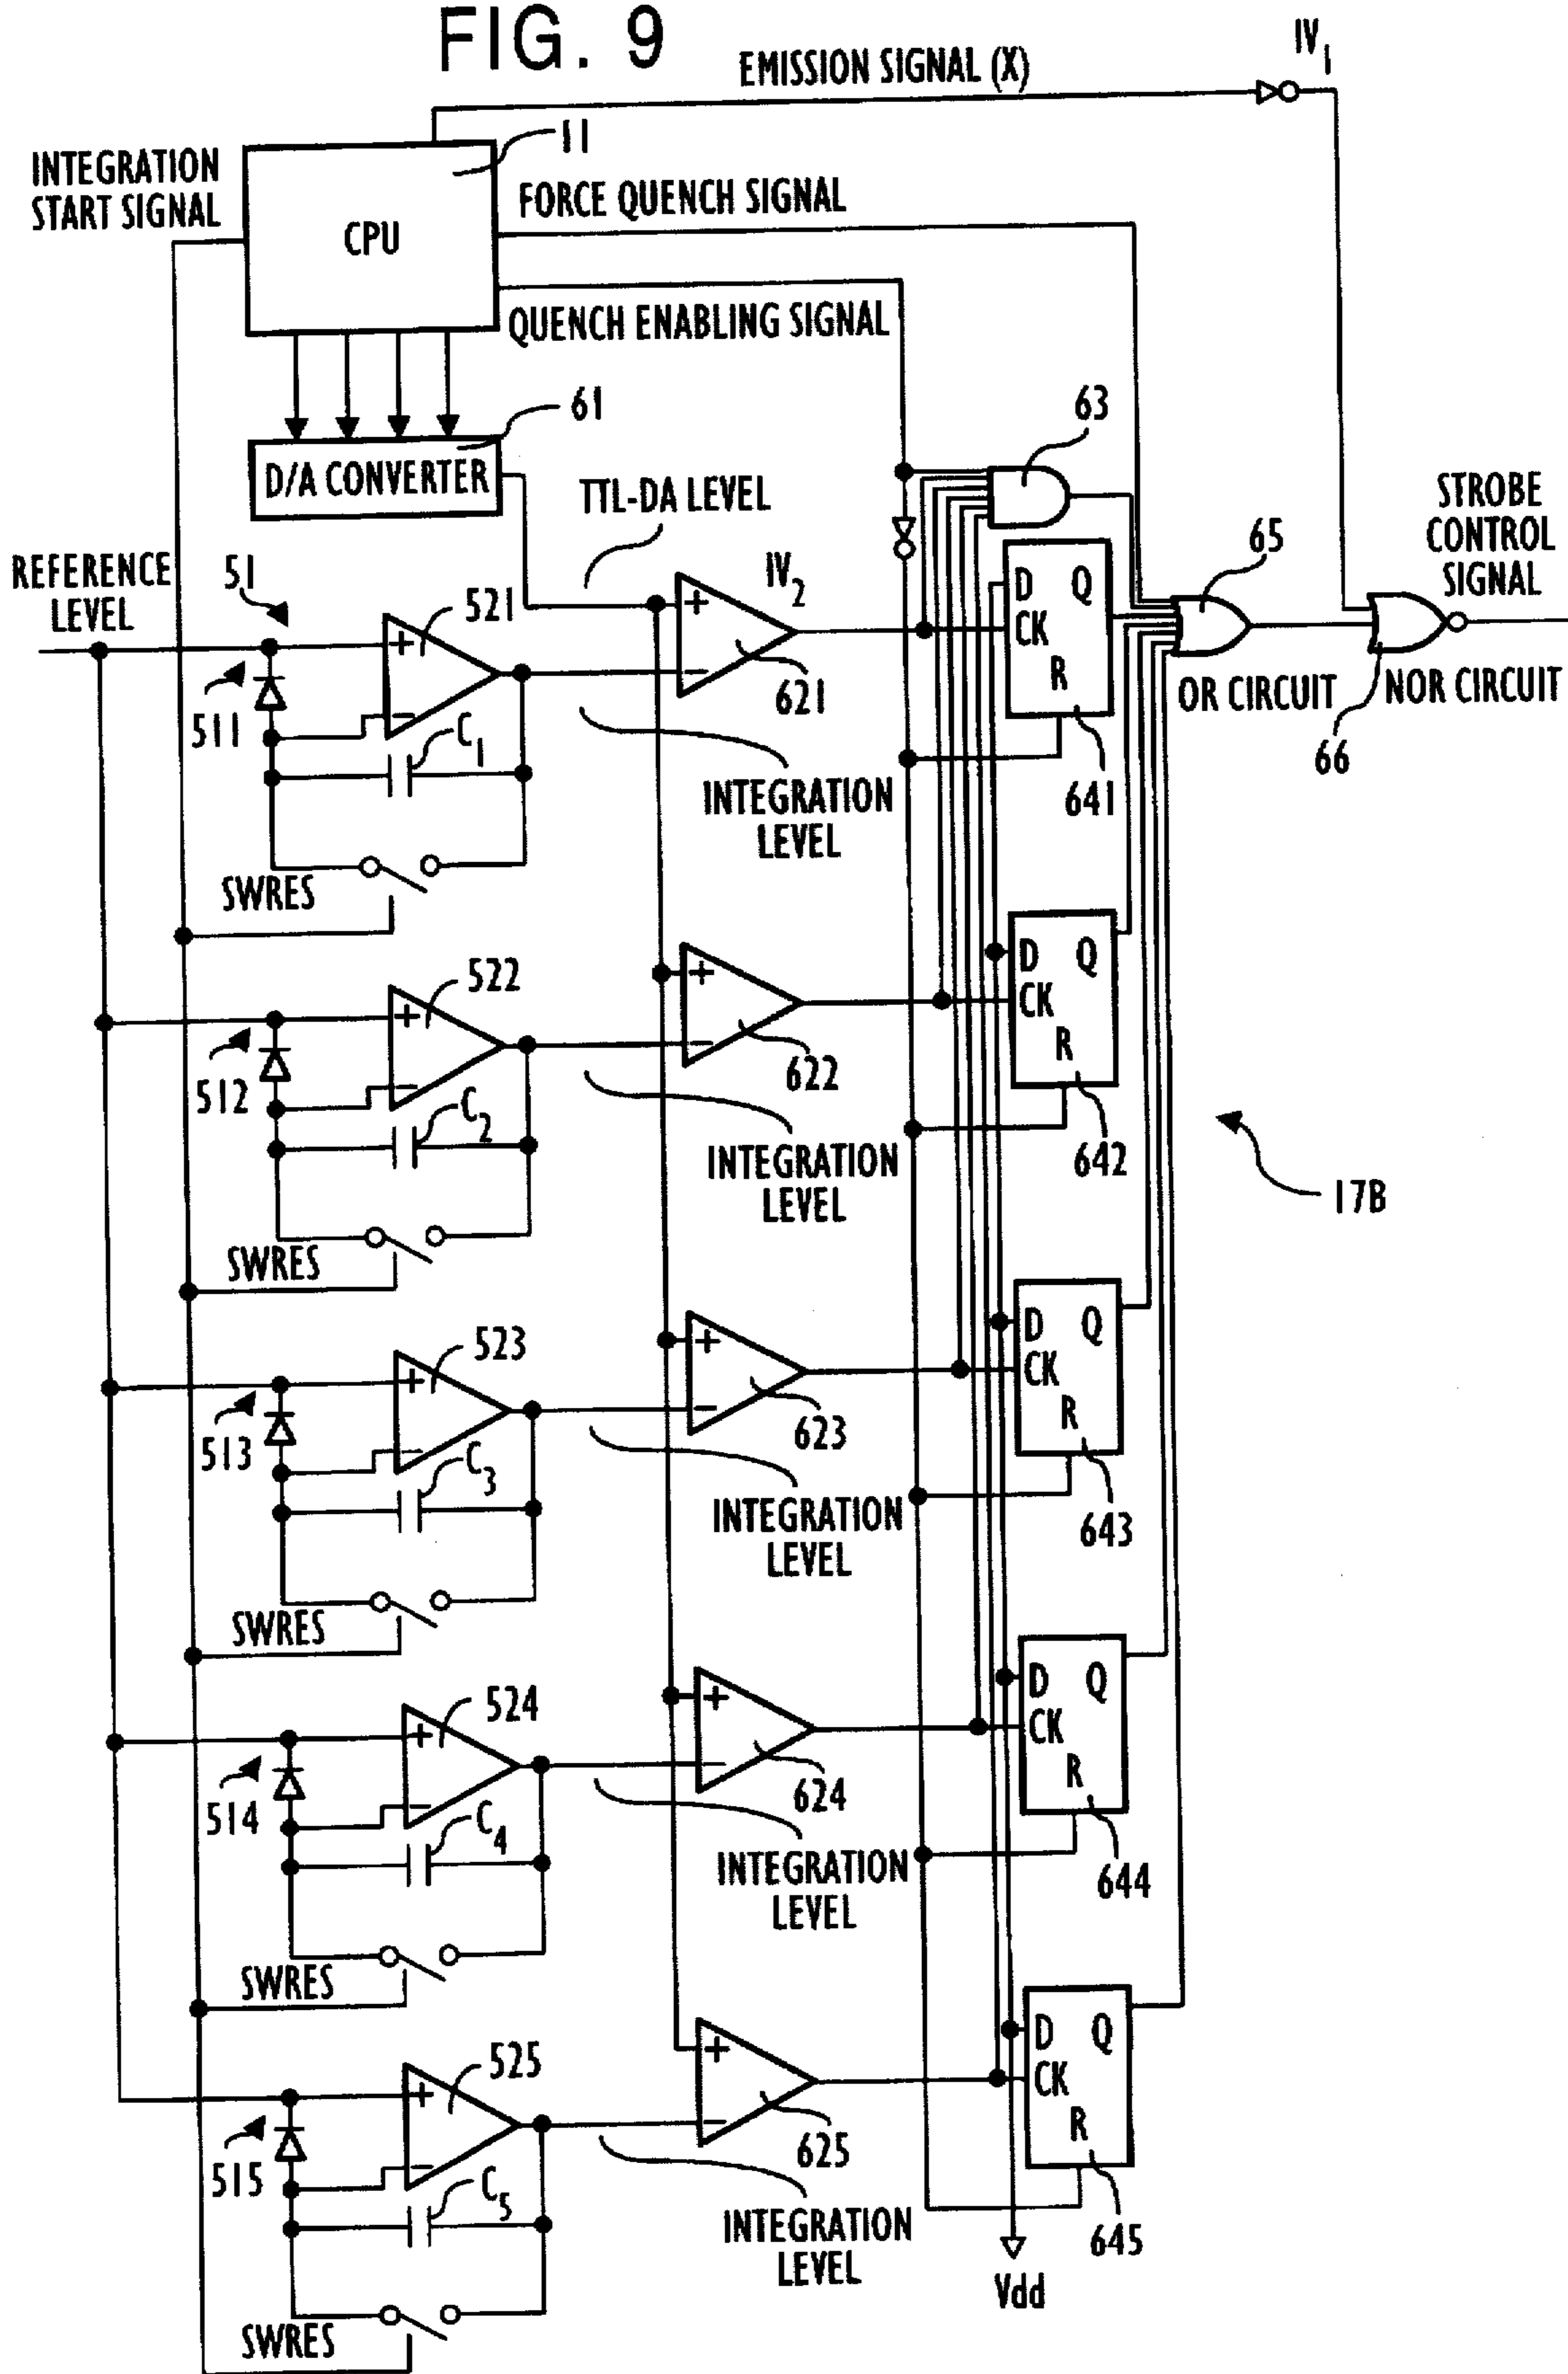 FIG. 9
EMISSION SIGNAL (X)
IV1
INTEGRATION
START SIGNAL
11
CPU
FORCE QUENCH SIGNAL
QUENCH ENABLING SIGNAL
61
D/A CONVERTER
63
TTL-DA LEVEL
STROBE
CONTROL
SIGNAL
65
REFERENCE
LEVEL
51
521
+
−
IV2
+
−
D Q
CK
R
511
C1
621
OR CIRCUIT
NOR CIRCUIT
66
INTEGRATION
LEVEL
641
SWRES
522
+
−
+
−
D Q
CK
R
512
C2
622
642
INTEGRATION
LEVEL
17B
SWRES
523
+
−
+
−
D Q
CK
R
513
C3
623
643
INTEGRATION
LEVEL
SWRES
524
+
−
+
−
D Q
CK
R
514
C4
624
644
INTEGRATION
LEVEL
SWRES
525
+
−
+
−
D Q
CK
R
515
C5
625
645
INTEGRATION
LEVEL
Vdd
SWRES